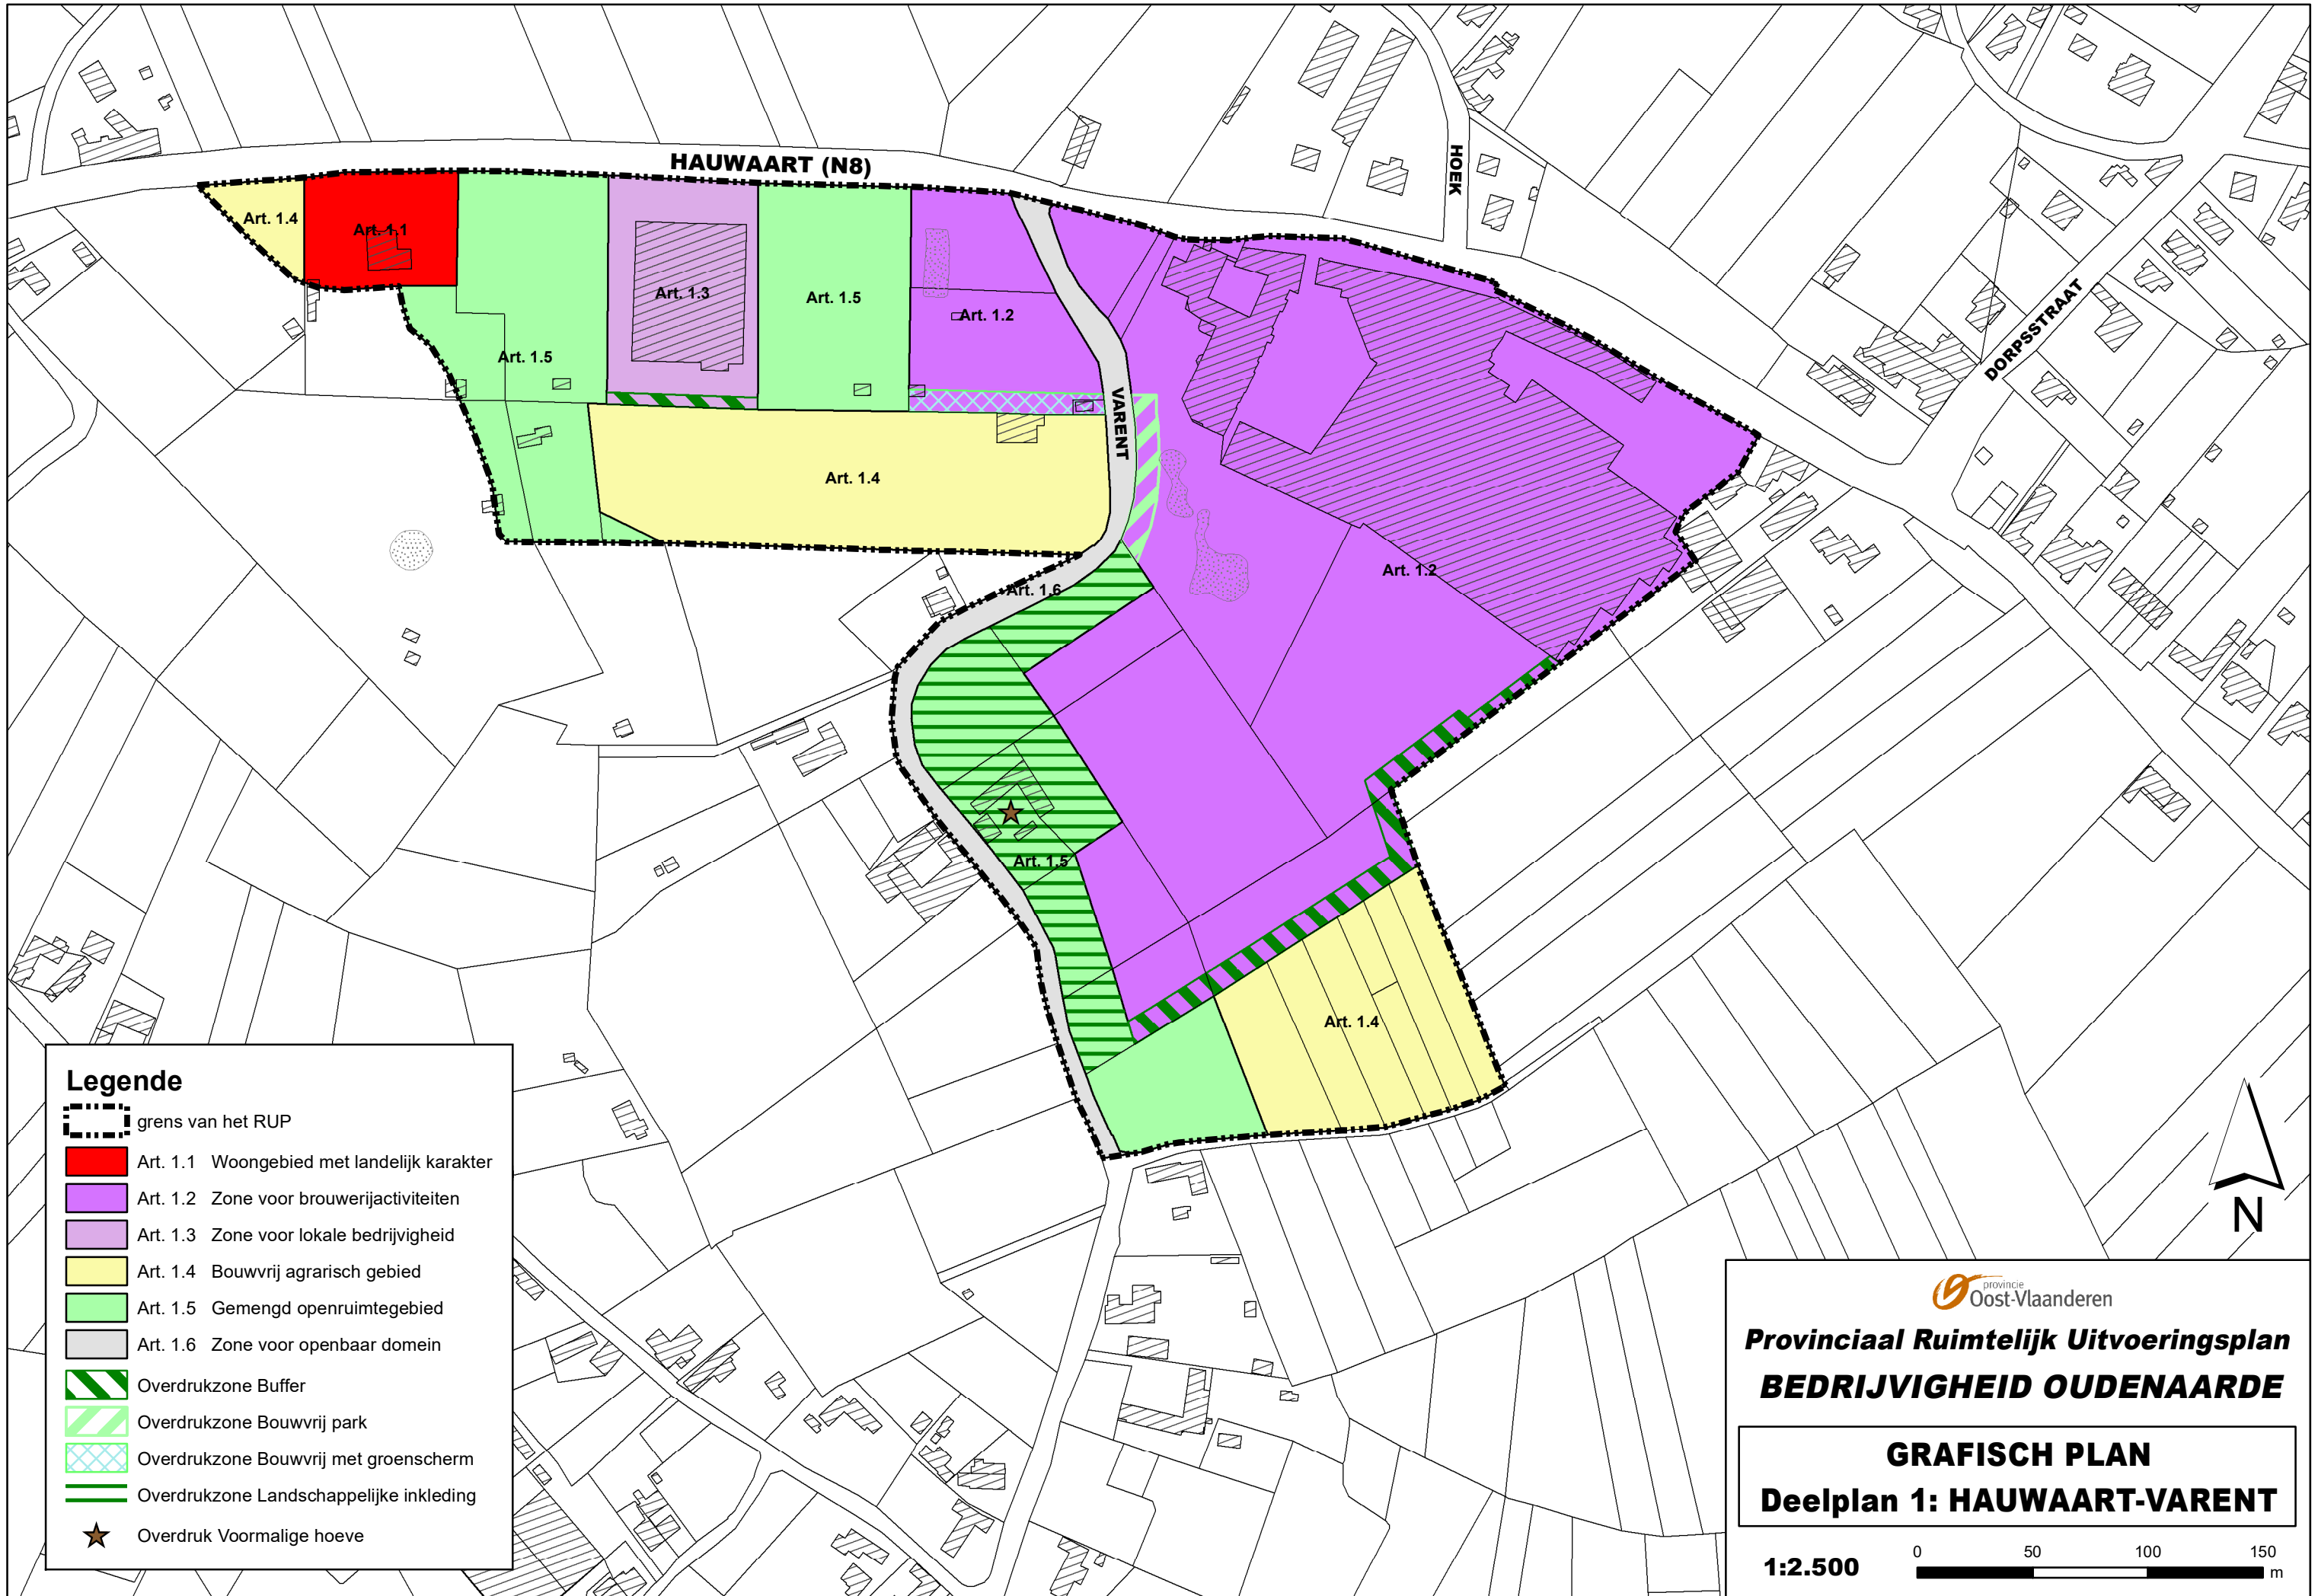 HAUWAART (N8)
HOEK
DORPSSTRAAT
VARENT
Art. 1.4
Art. 1.1
Art. 1.3
Art. 1.5
Art. 1.2
Art. 1.5
Art. 1.4
Art. 1.2
Art. 1.6
Art. 1.5
Art. 1.4
Legende
grens van het RUP
Art. 1.1 Woongebied met landelijk karakter
Art. 1.2 Zone voor brouwerijactiviteiten
Art. 1.3 Zone voor lokale bedrijvigheid
Art. 1.4 Bouwvrij agrarisch gebied
Art. 1.5 Gemengd openruimtegebied
Art. 1.6 Zone voor openbaar domein
Overdrukzone Buffer
Overdrukzone Bouwvrij park
Overdrukzone Bouwvrij met groenscherm
Overdrukzone Landschappelijke inkleding
Overdruk Voormalige hoeve
N
provincie
Oost-Vlaanderen
Provinciaal Ruimtelijk Uitvoeringsplan
BEDRIJVIGHEID OUDENAARDE
GRAFISCH PLAN
Deelplan 1: HAUWAART-VARENT
1:2.500
0 50 100 150
m